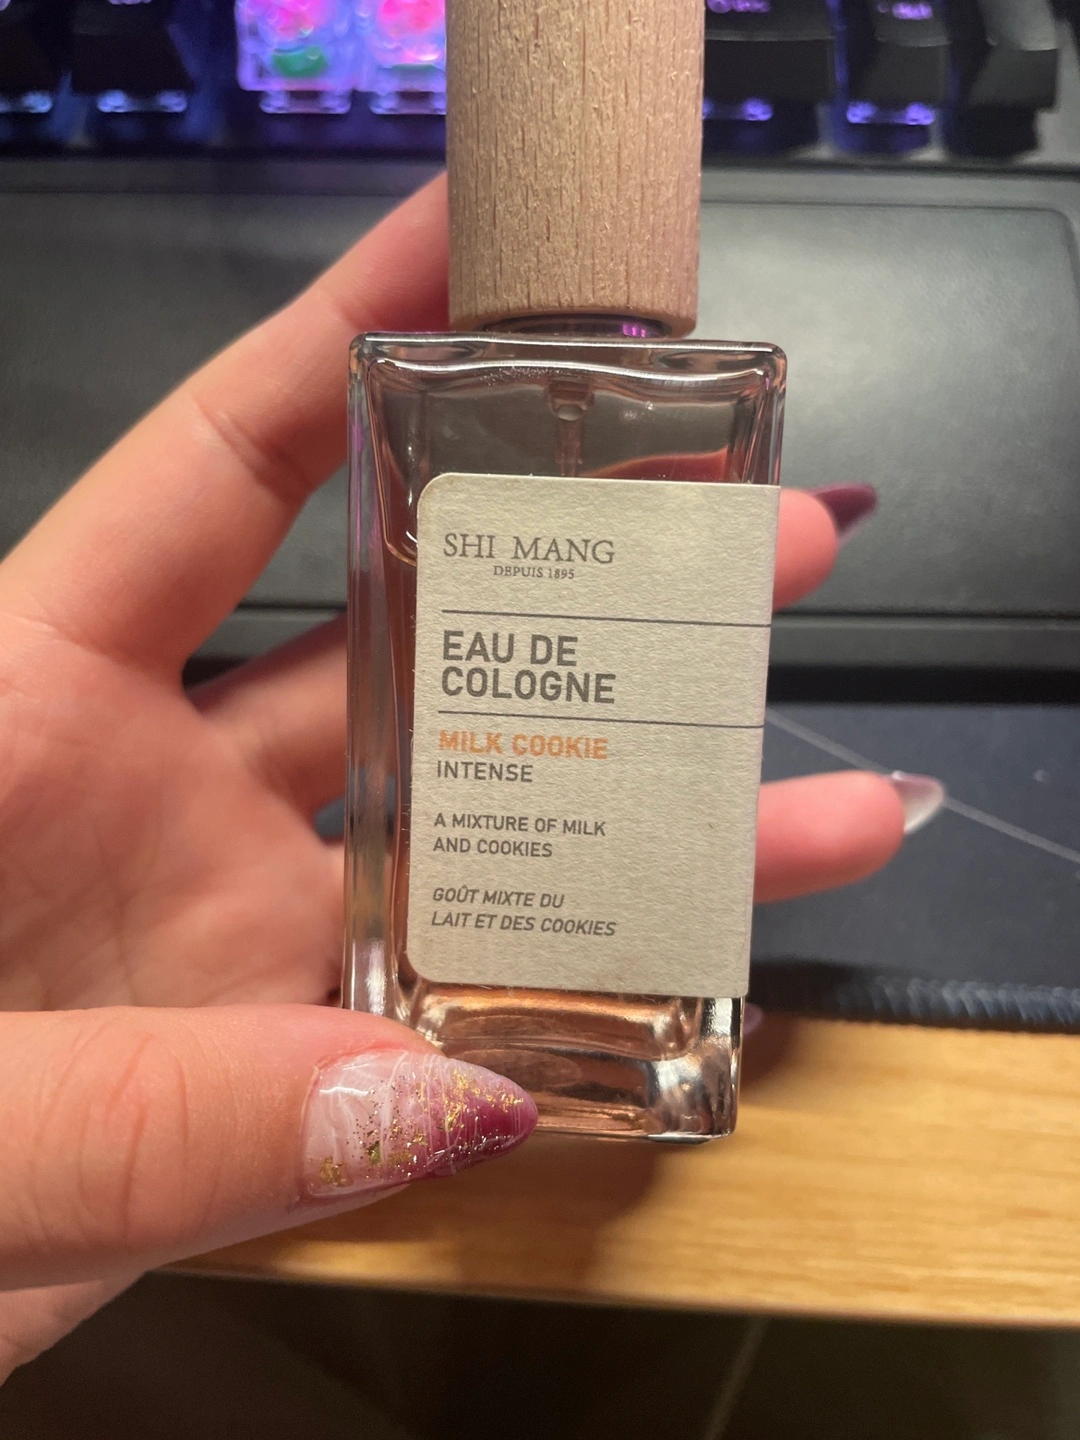 SHI MANG
DEPUIS 1895
EAU DE
COLOGNE
MILK COOKIE
INTENSE
A MIXTURE OF MILK
AND COOKIES
GOÛT MIXTE DU
LAIT ET DES COOKIES